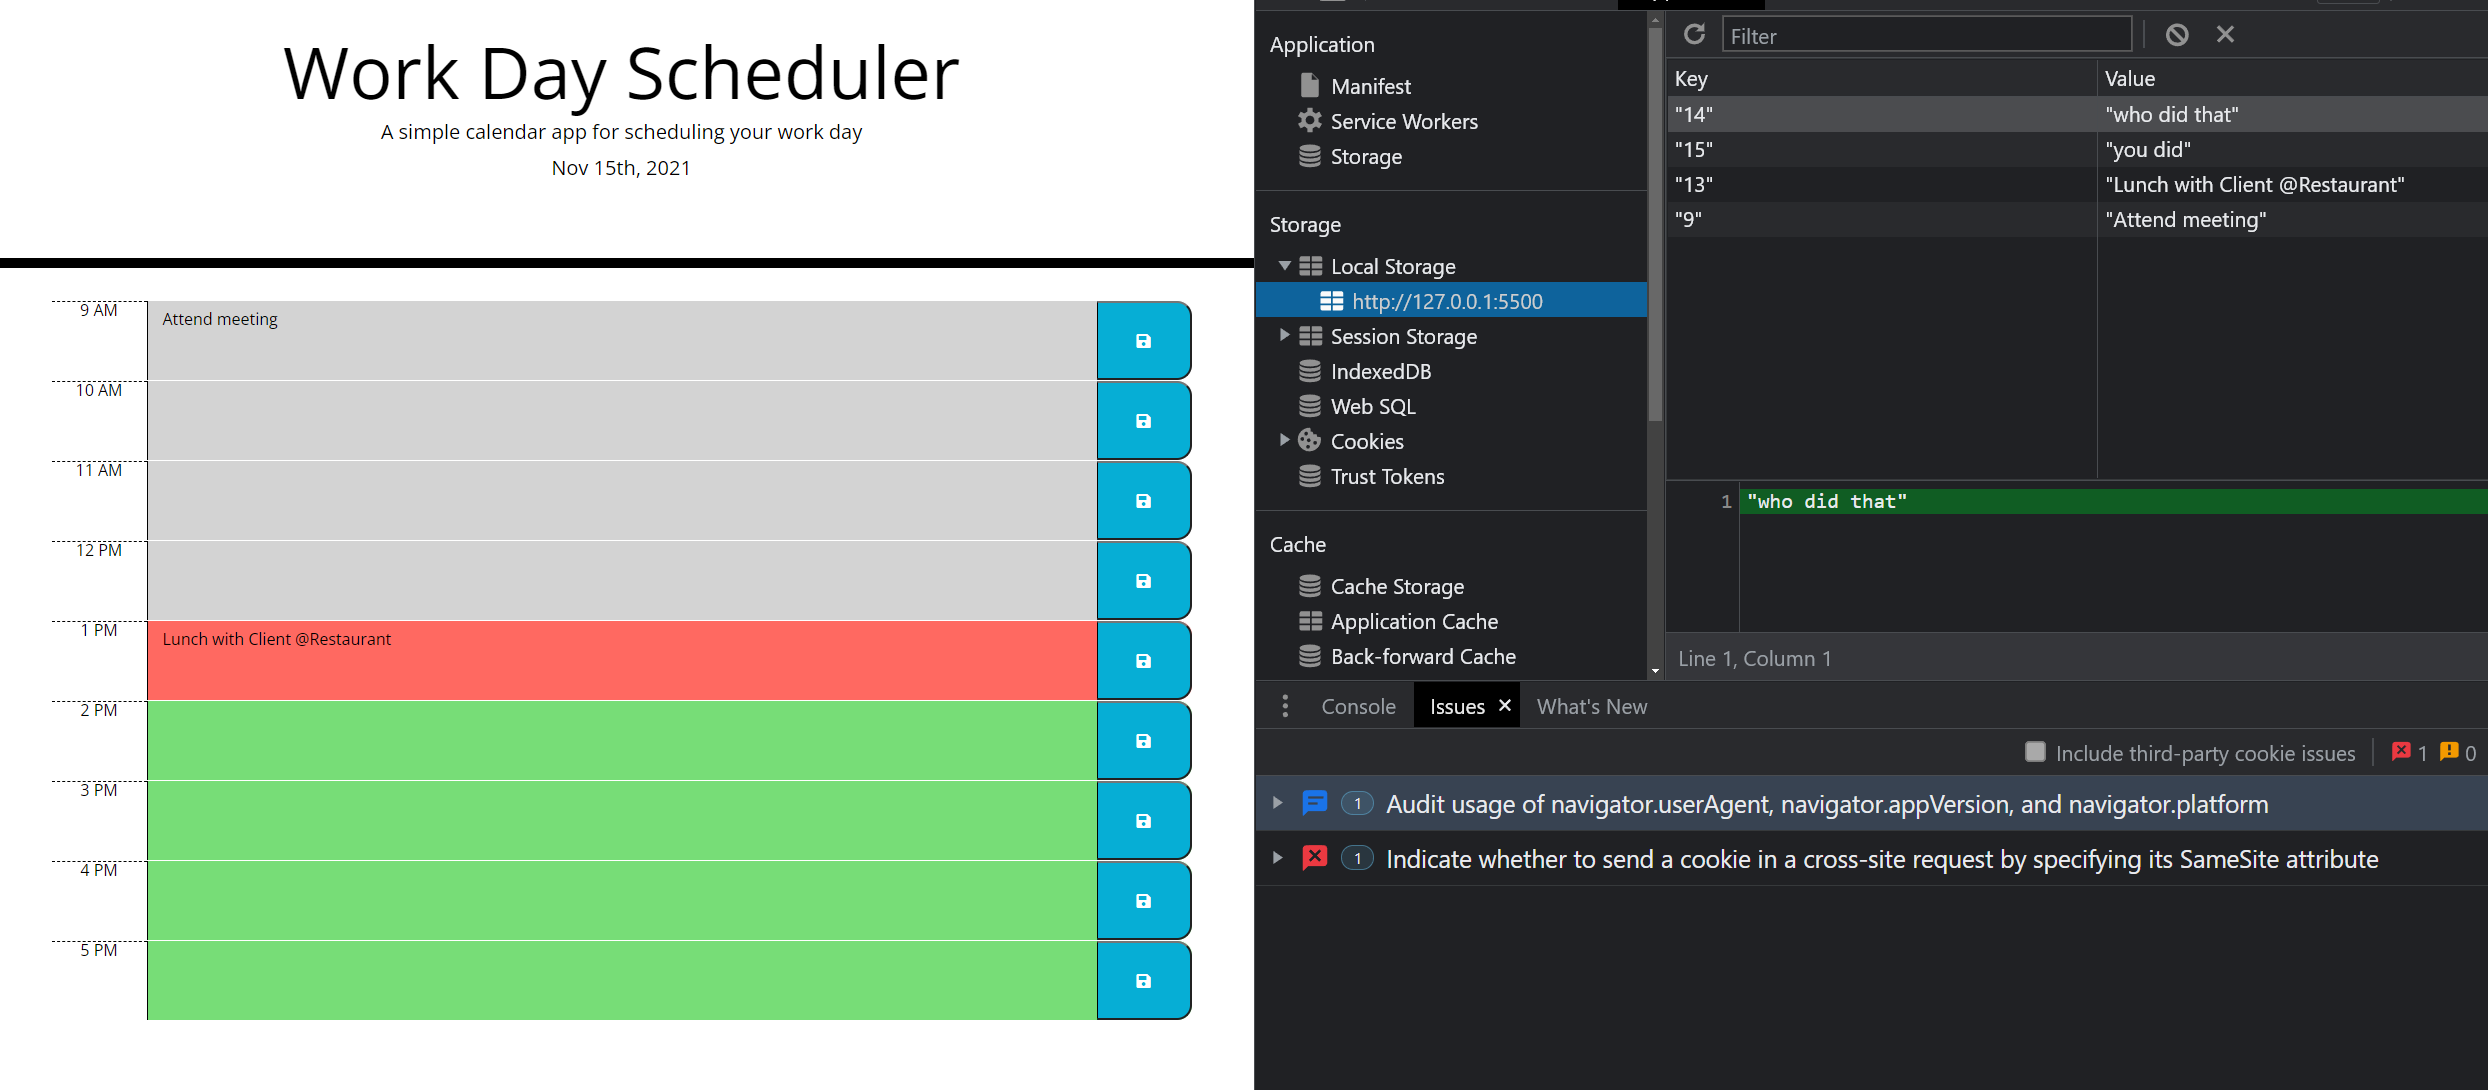 Work Day Scheduler
A simple calendar app for scheduling your work day
Nov 15th, 2021
9 AM
Attend meeting
10 AM
11 AM
12 PM
1 PM
Lunch with Client @Restaurant
2 PM
3 PM
4 PM
5 PM
Application
Manifest
Service Workers
Storage
Storage
Local Storage
http://127.0.0.1:5500
Session Storage
IndexedDB
Web SQL
Cookies
Trust Tokens
Cache
Cache Storage
Application Cache
Back-forward Cache
Filter
Key Value
"14" "who did that"
"15" "you did"
"13" "Lunch with Client @Restaurant"
"9" "Attend meeting"
1 "who did that"
Line 1, Column 1
Console Issues What's New
Include third-party cookie issues 1 0
1 Audit usage of navigator.userAgent, navigator.appVersion, and navigator.platform
1 Indicate whether to send a cookie in a cross-site request by specifying its SameSite attribute